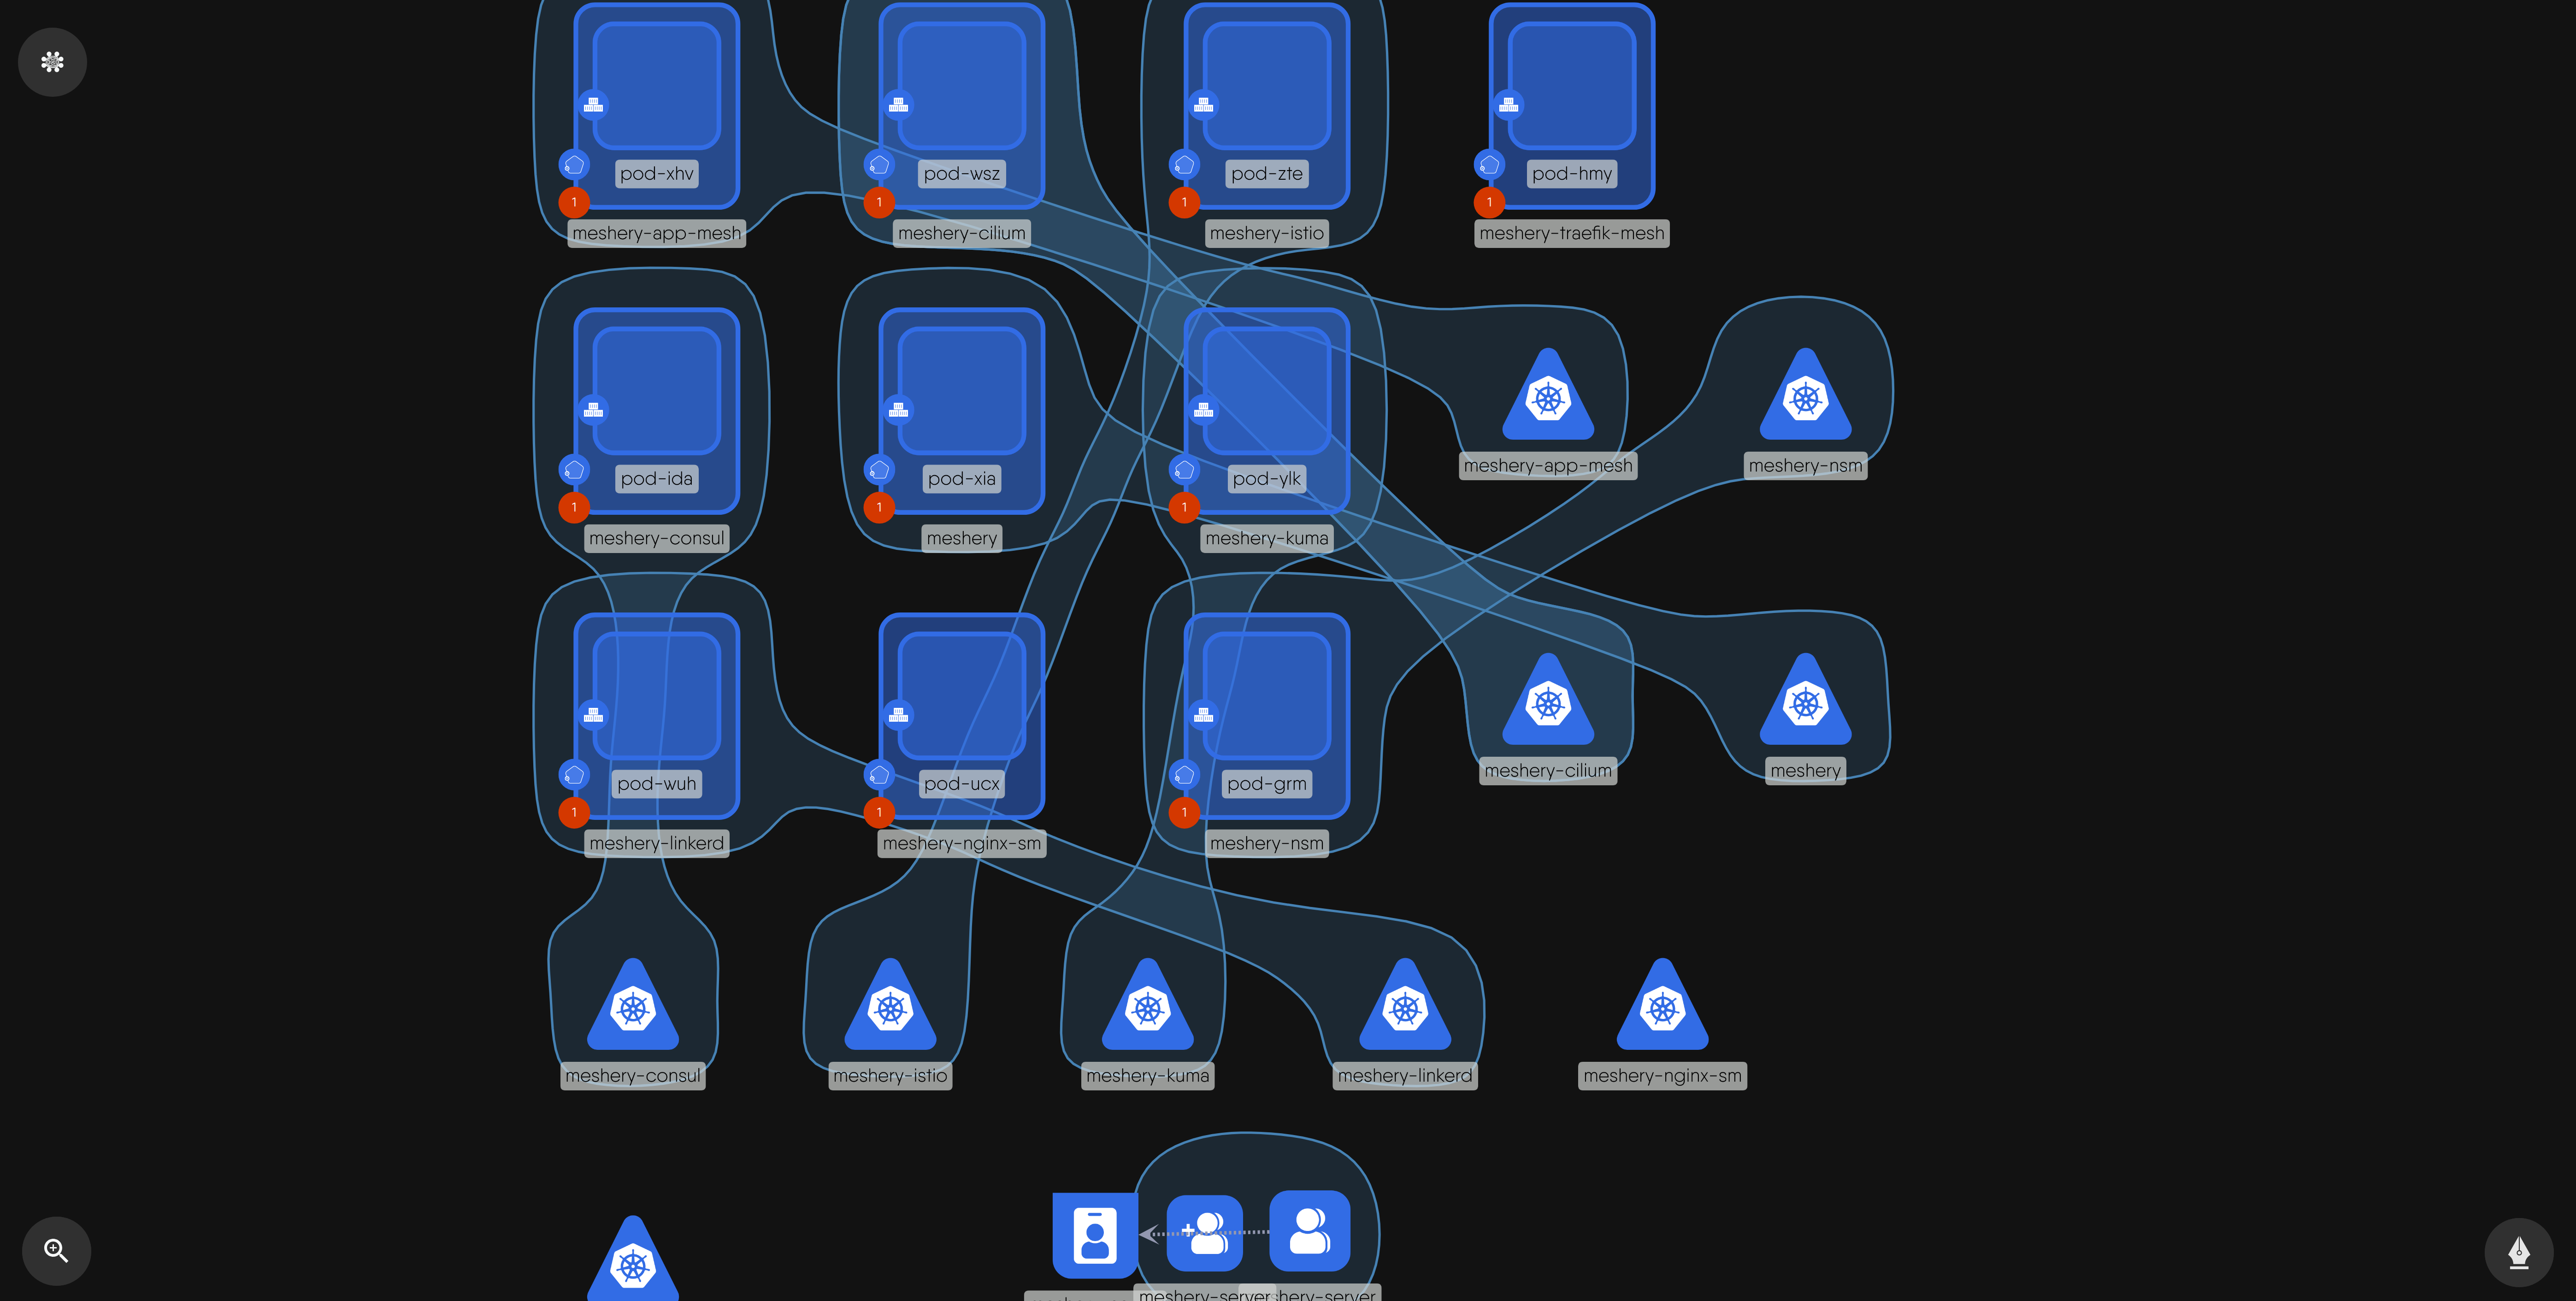 pod-xhv
pod-wsz
pod-zte
pod-hmy
1
1
1
1
meshery-app-mesh
meshery-cilium
meshery-istio
meshery-traefik-mesh
meshery-app-mesh
meshery-nsm
pod-ida
pod-xia
pod-ylk
1
1
1
meshery-consul
meshery
meshery-kuma
meshery-cilium
meshery
pod-wuh
pod-ucx
pod-grm
1
1
1
meshery-linkerd
meshery-nginx-sm
meshery-nsm
meshery-consul
meshery-istio
meshery-kuma
meshery-linkerd
meshery-nginx-sm
meshery-server
hery-server